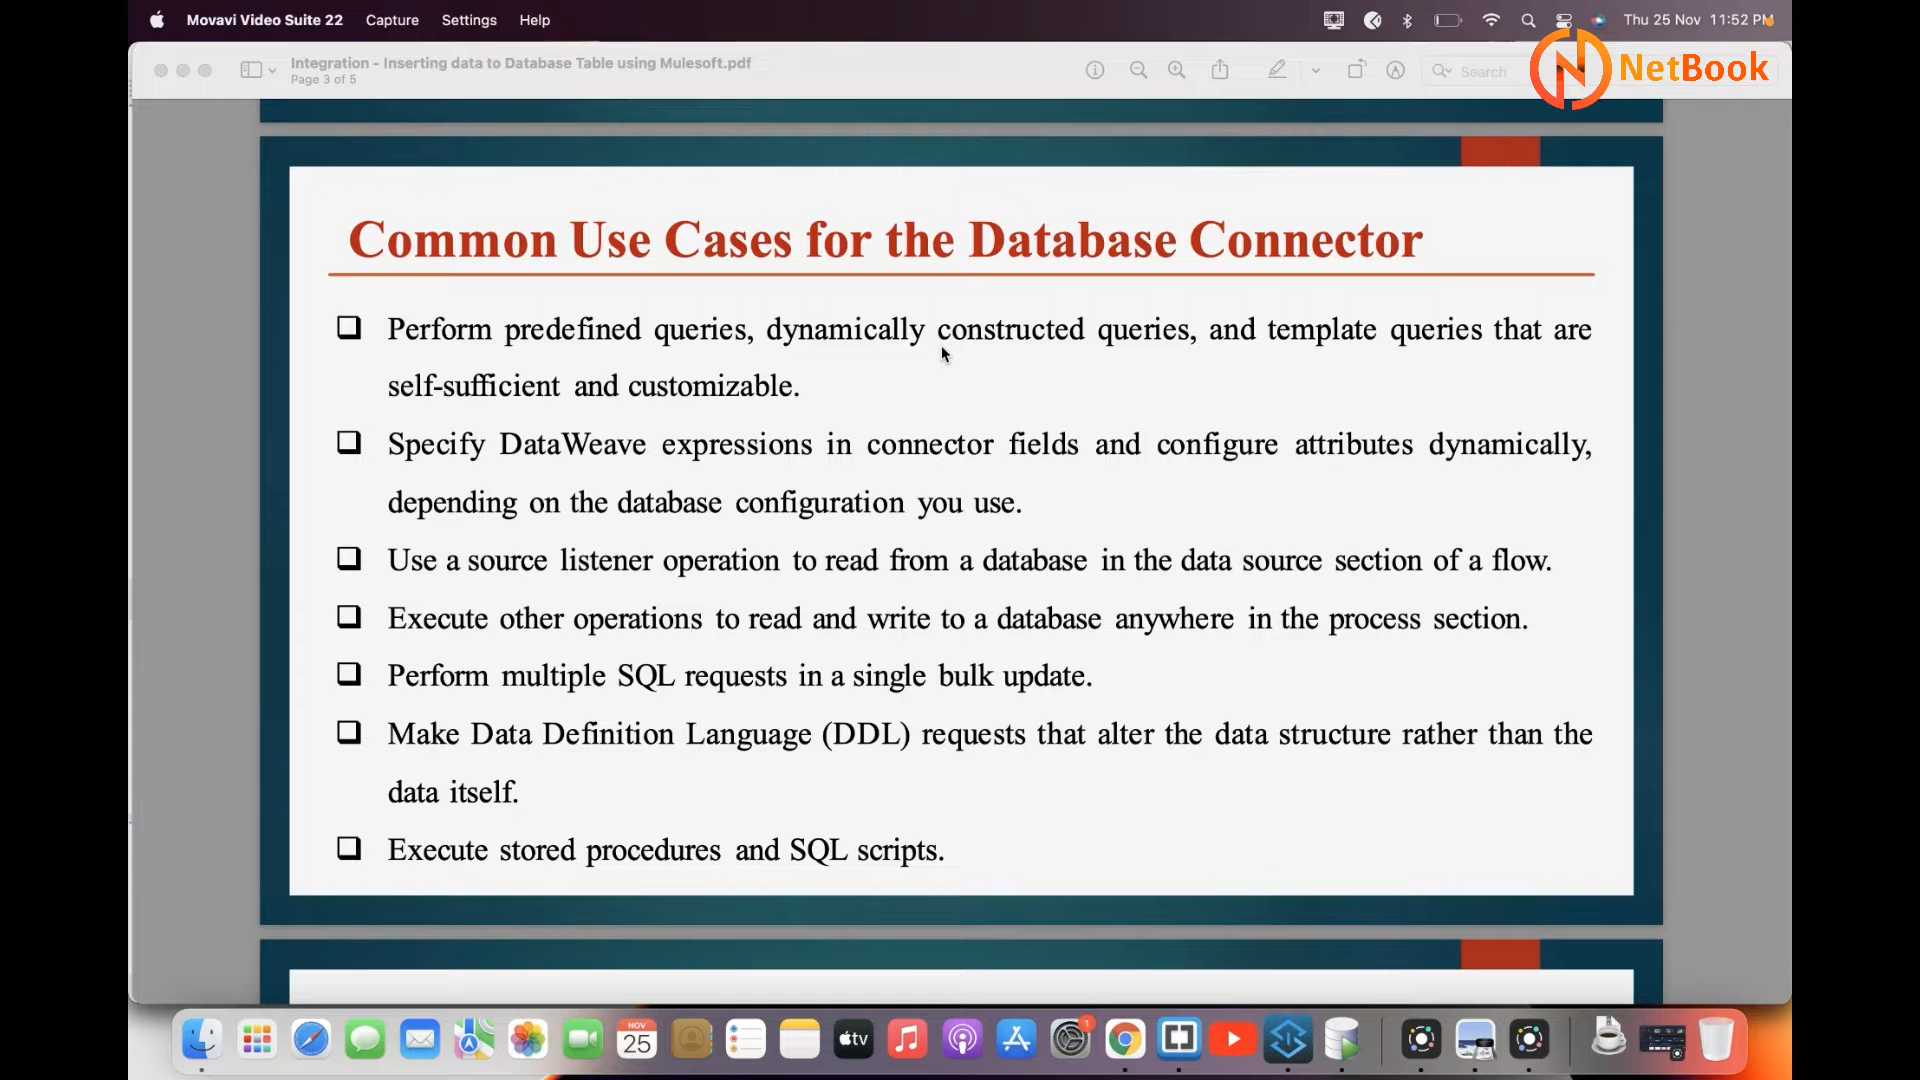 Movavi Video Suite 22 Capture Settings Help Thu 25 Nov 11:52 PM
Integration - Inserting data to Database Table using Mulesoft.pdf
Page 3 of 5
Search
NetBook
Common Use Cases for the Database Connector
Perform predefined queries, dynamically constructed queries, and template queries that are
self-sufficient and customizable.
Specify DataWeave expressions in connector fields and configure attributes dynamically,
depending on the database configuration you use.
Use a source listener operation to read from a database in the data source section of a flow.
Execute other operations to read and write to a database anywhere in the process section.
Perform multiple SQL requests in a single bulk update.
Make Data Definition Language (DDL) requests that alter the data structure rather than the
data itself.
Execute stored procedures and SQL scripts.
NOV
25
tv
1